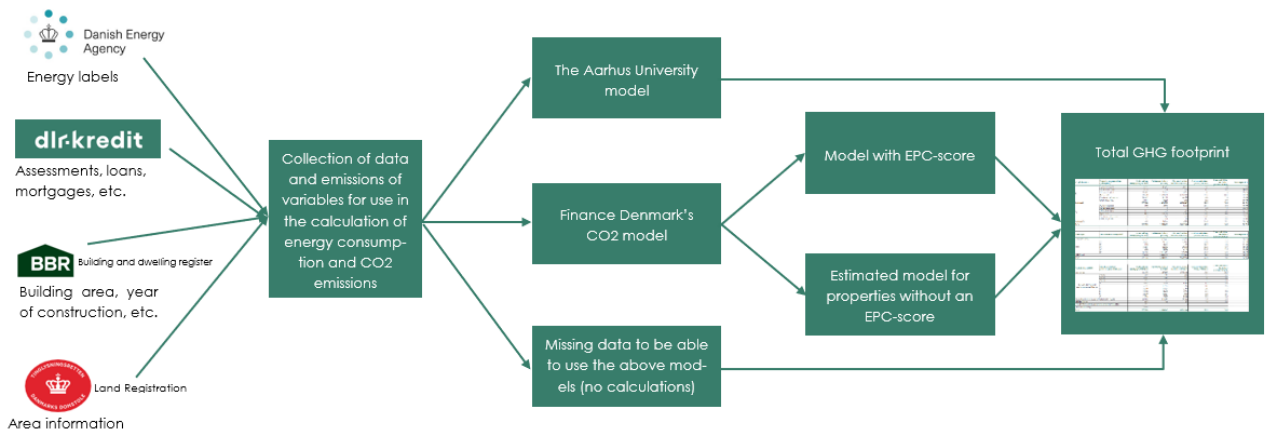 Danish Energy
Agency
Energy labels
dlr·kredit
Assessments, loans,
mortgages, etc.
BBR Building and dwelling register
Building area, year
of construction, etc.
TINGLYSNINGSRETTEN
DANMARKS DOMSTOLE
Land Registration
Area information
Collection of data
and emissions of
variables for use in
the calculation of
energy consump-
tion and CO2
emissions
The Aarhus University
model
Finance Denmark's
CO2 model
Missing data to be able
to use the above mod-
els (no calculations)
Model with EPC-score
Estimated model for
properties without an
EPC-score
Total GHG footprint